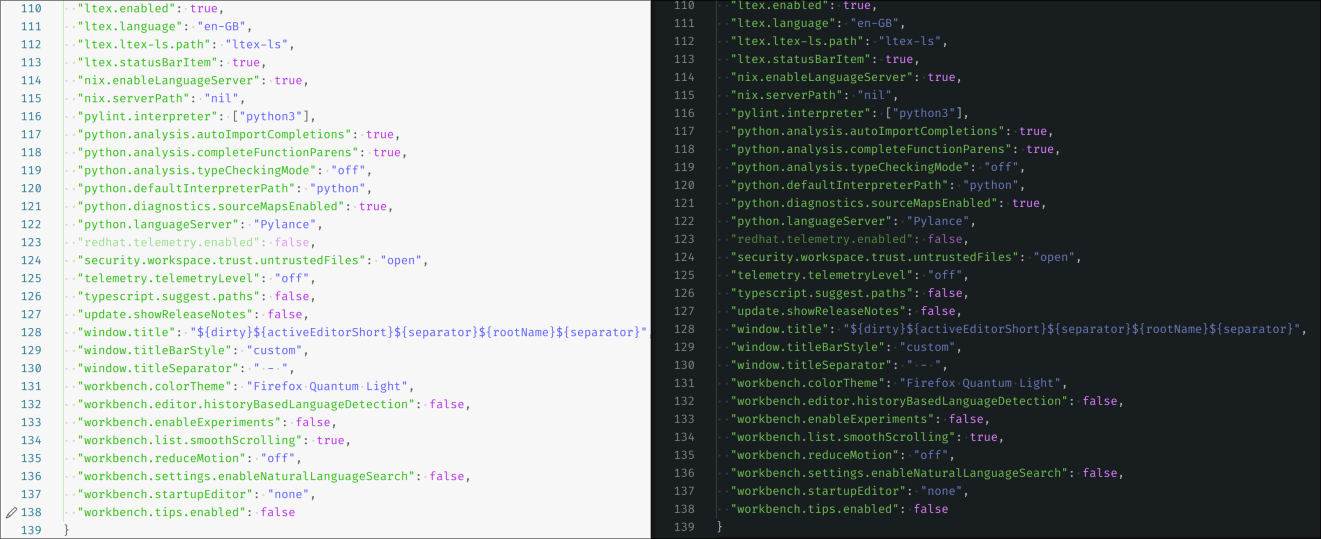 110 "ltex.enabled": true,
111 "ltex.language": "en-GB",
112 "ltex.ltex-ls.path": "ltex-ls",
113 "ltex.statusBarItem": true,
114 "nix.enableLanguageServer": true,
115 "nix.serverPath": "nil",
116 "pylint.interpreter": ["python3"],
117 "python.analysis.autoImportCompletions": true,
118 "python.analysis.completeFunctionParens": true,
119 "python.analysis.typeCheckingMode": "off",
120 "python.defaultInterpreterPath": "python",
121 "python.diagnostics.sourceMapsEnabled": true,
122 "python.languageServer": "Pylance",
123 "redhat.telemetry.enabled": false,
124 "security.workspace.trust.untrustedFiles": "open",
125 "telemetry.telemetryLevel": "off",
126 "typescript.suggest.paths": false,
127 "update.showReleaseNotes": false,
128 "window.title": "${dirty}${activeEditorShort}${separator}${rootName}${separator}",
129 "window.titleBarStyle": "custom",
130 "window.titleSeparator": " - ",
131 "workbench.colorTheme": "Firefox Quantum Light",
132 "workbench.editor.historyBasedLanguageDetection": false,
133 "workbench.enableExperiments": false,
134 "workbench.list.smoothScrolling": true,
135 "workbench.reduceMotion": "off",
136 "workbench.settings.enableNaturalLanguageSearch": false,
137 "workbench.startupEditor": "none",
138 "workbench.tips.enabled": false
139 }
110 "ltex.enabled": true,
111 "ltex.language": "en-GB",
112 "ltex.ltex-ls.path": "ltex-ls",
113 "ltex.statusBarItem": true,
114 "nix.enableLanguageServer": true,
115 "nix.serverPath": "nil",
116 "pylint.interpreter": ["python3"],
117 "python.analysis.autoImportCompletions": true,
118 "python.analysis.completeFunctionParens": true,
119 "python.analysis.typeCheckingMode": "off",
120 "python.defaultInterpreterPath": "python",
121 "python.diagnostics.sourceMapsEnabled": true,
122 "python.languageServer": "Pylance",
123 "redhat.telemetry.enabled": false,
124 "security.workspace.trust.untrustedFiles": "open",
125 "telemetry.telemetryLevel": "off",
126 "typescript.suggest.paths": false,
127 "update.showReleaseNotes": false,
128 "window.title": "${dirty}${activeEditorShort}${separator}${rootName}${separator}",
129 "window.titleBarStyle": "custom",
130 "window.titleSeparator": " - ",
131 "workbench.colorTheme": "Firefox Quantum Light",
132 "workbench.editor.historyBasedLanguageDetection": false,
133 "workbench.enableExperiments": false,
134 "workbench.list.smoothScrolling": true,
135 "workbench.reduceMotion": "off",
136 "workbench.settings.enableNaturalLanguageSearch": false,
137 "workbench.startupEditor": "none",
138 "workbench.tips.enabled": false
139 }